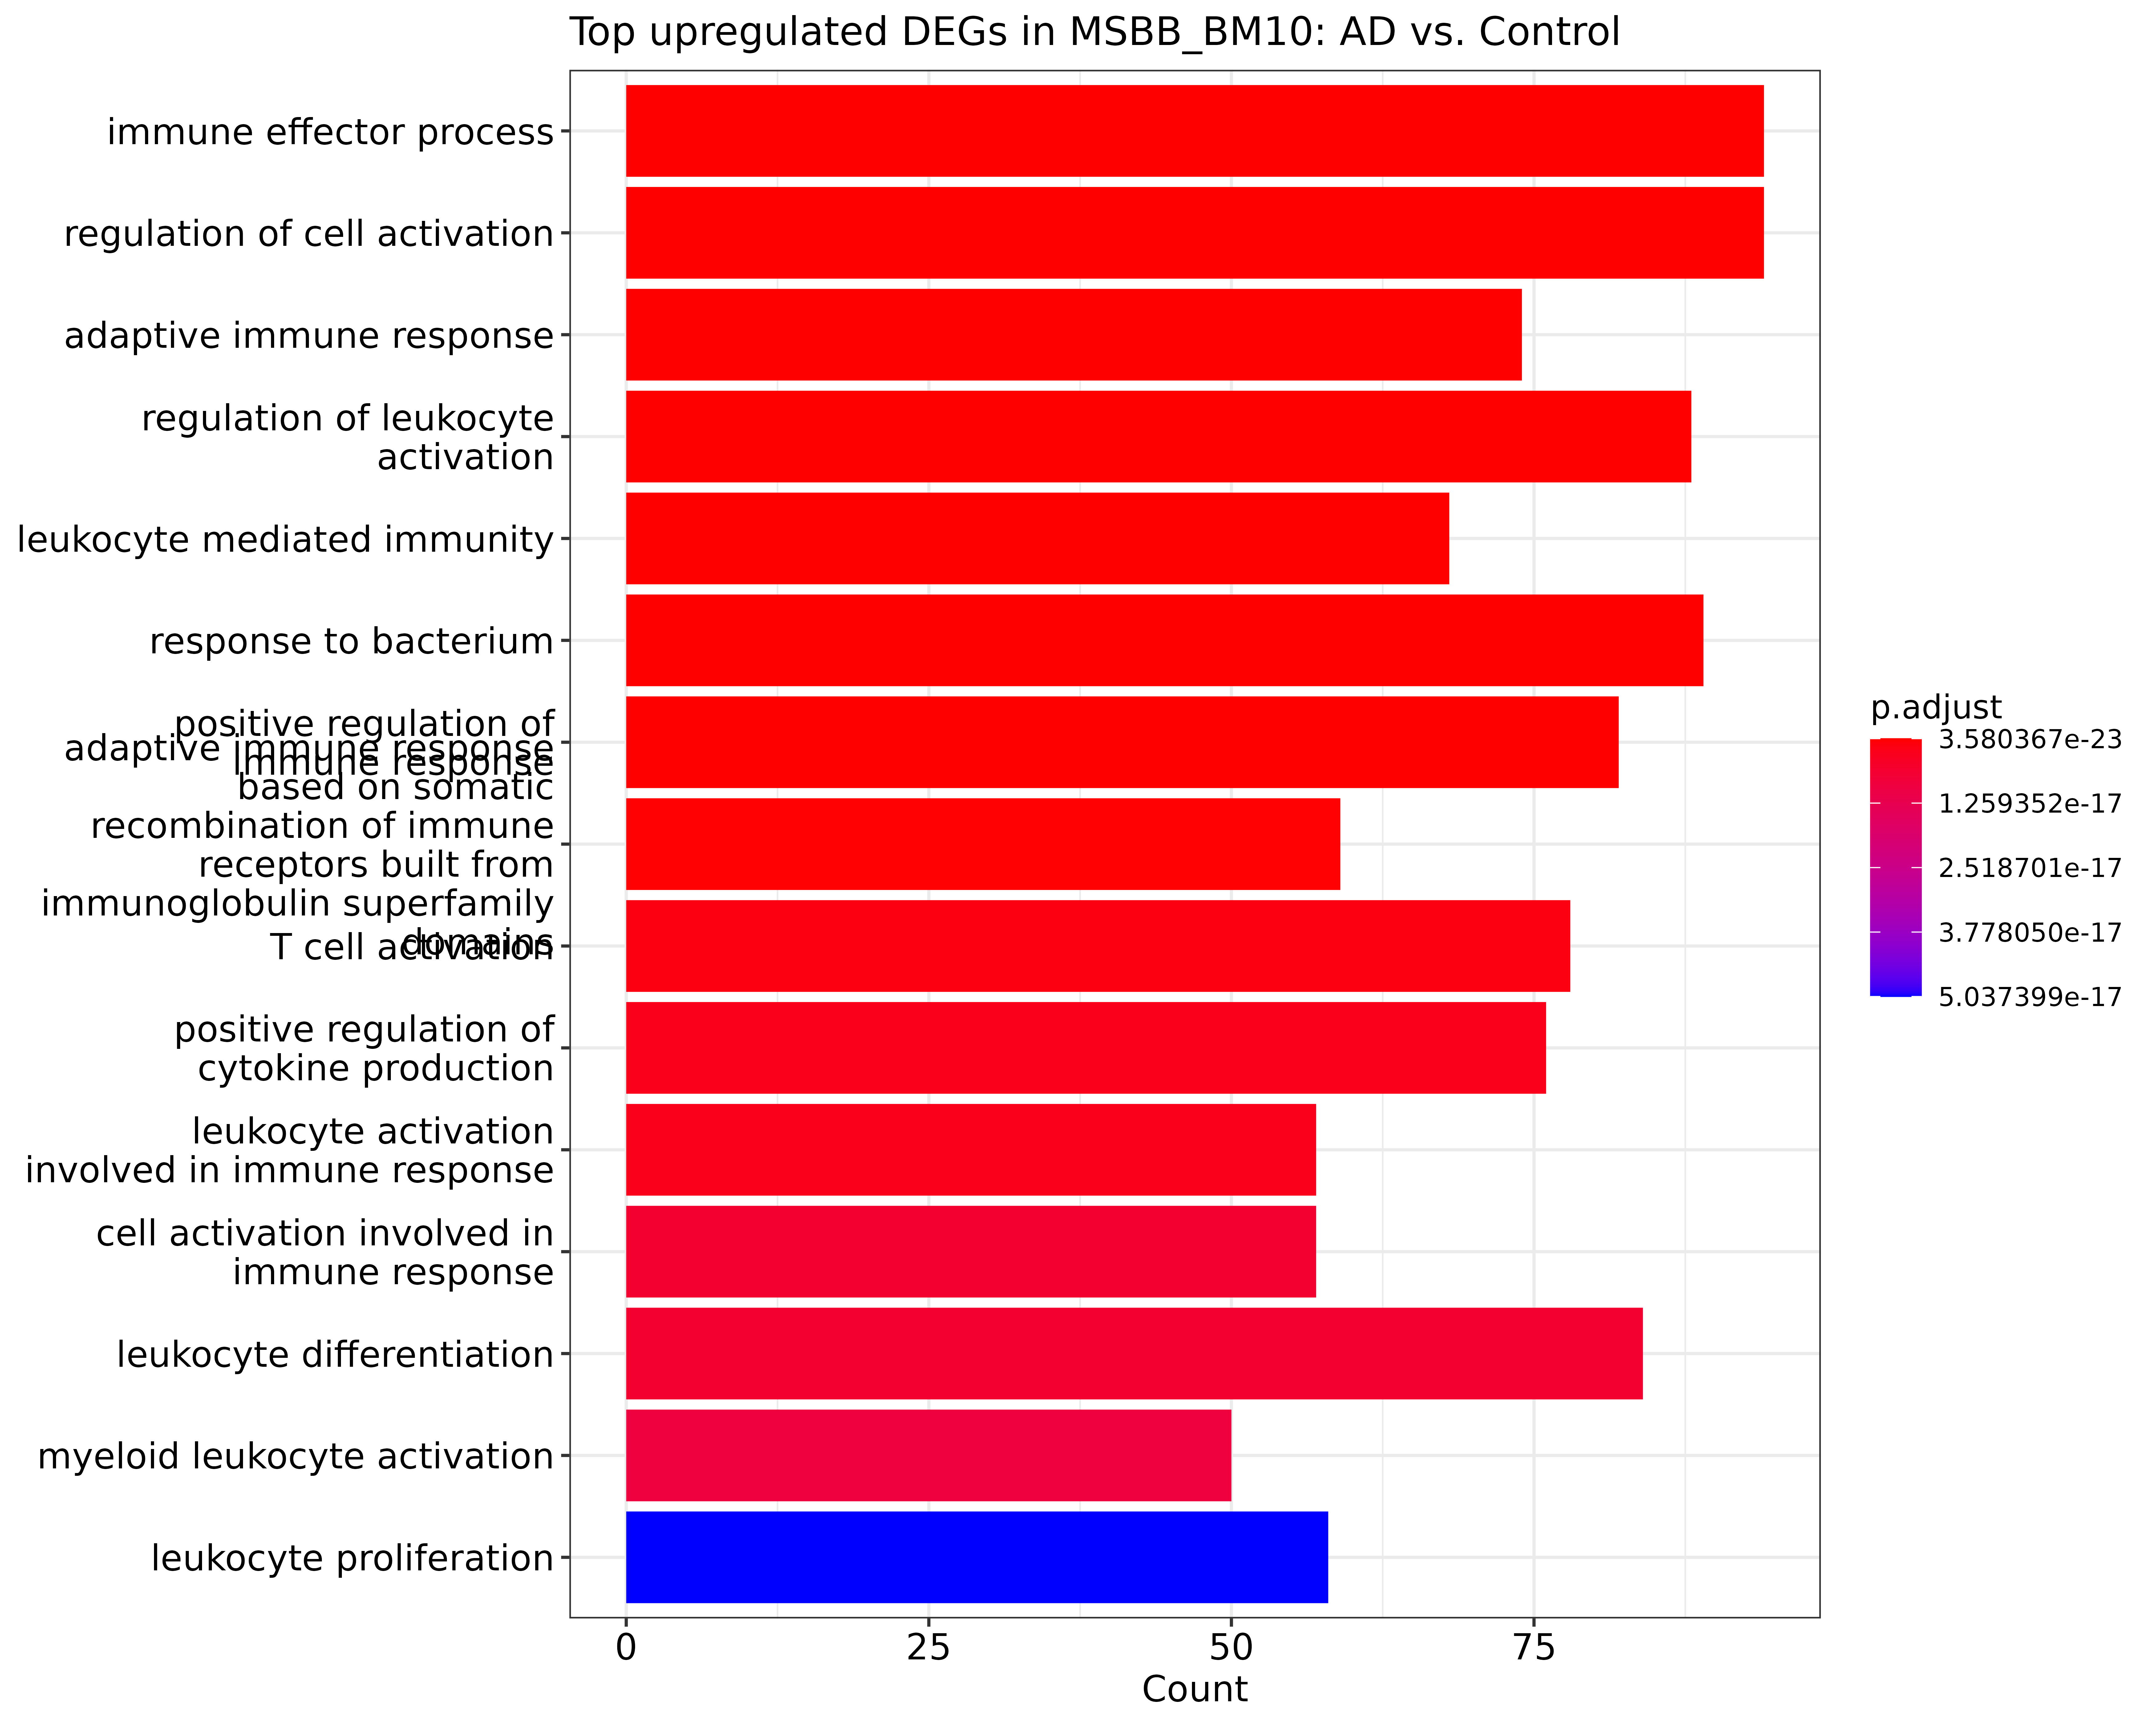 Top upregulated DEGs in MSBB_BM10: AD vs. Control
immune effector process
regulation of cell activation
adaptive immune response
regulation of leukocyte
activation
leukocyte mediated immunity
response to bacterium
positive regulation of
immune response
adaptive immune response
based on somatic
recombination of immune
receptors built from
immunoglobulin superfamily
domains
T cell activation
positive regulation of
cytokine production
leukocyte activation
involved in immune response
cell activation involved in
immune response
leukocyte differentiation
myeloid leukocyte activation
leukocyte proliferation
0
25
50
75
Count
p.adjust
3.580367e-23
1.259352e-17
2.518701e-17
3.778050e-17
5.037399e-17